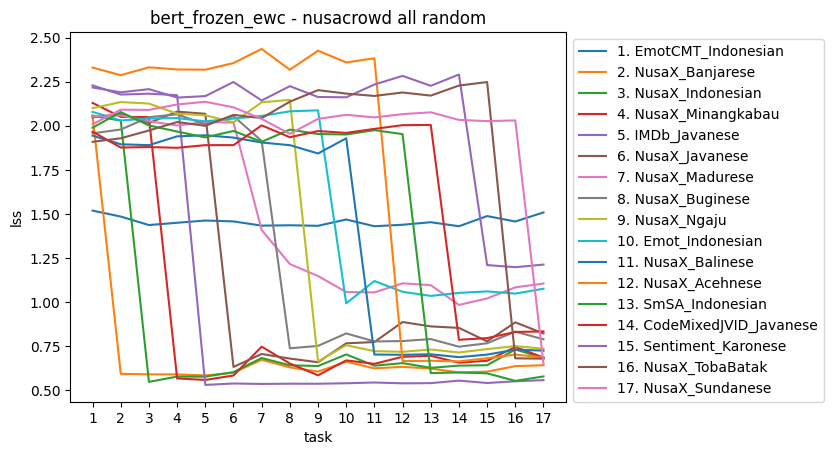 bert_frozen_ewc - nusacrowd all random
lss
2.50
2.25
2.00
1.75
1.50
1.25
1.00
0.75
0.50
1 2 3 4 5 6 7 8 9 10 11 12 13 14 15 16 17
task
1. EmotCMT_Indonesian
2. NusaX_Banjarese
3. NusaX_Indonesian
4. NusaX_Minangkabau
5. IMDb_Javanese
6. NusaX_Javanese
7. NusaX_Madurese
8. NusaX_Buginese
9. NusaX_Ngaju
10. Emot_Indonesian
11. NusaX_Balinese
12. NusaX_Acehnese
13. SmSA_Indonesian
14. CodeMixedJVID_Javanese
15. Sentiment_Karonese
16. NusaX_TobaBatak
17. NusaX_Sundanese